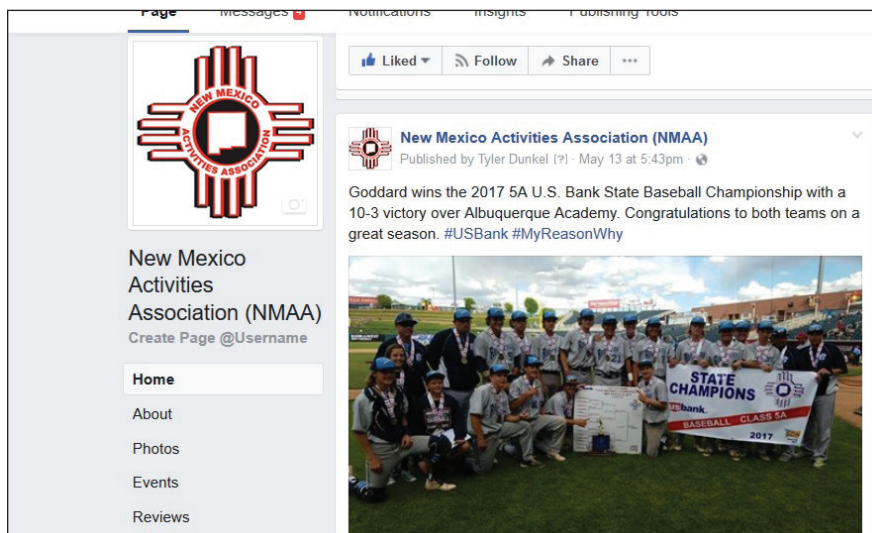 Page Messages 4 Notifications Insights Publishing Tools
Liked Follow Share
NEW MEXICO
ACTIVITIES ASSOCIATION
New Mexico Activities Association (NMAA)
Published by Tyler Dunkel [?] · May 13 at 5:43pm ·
Goddard wins the 2017 5A U.S. Bank State Baseball Championship with a
10-3 victory over Albuquerque Academy. Congratulations to both teams on a
great season. #USBank #MyReasonWhy
New Mexico
Activities
Association (NMAA)
Create Page @Username
Home
About
Photos
Events
Reviews
STATE
CHAMPIONS
usbank.
BASEBALL CLASS 5A
2017